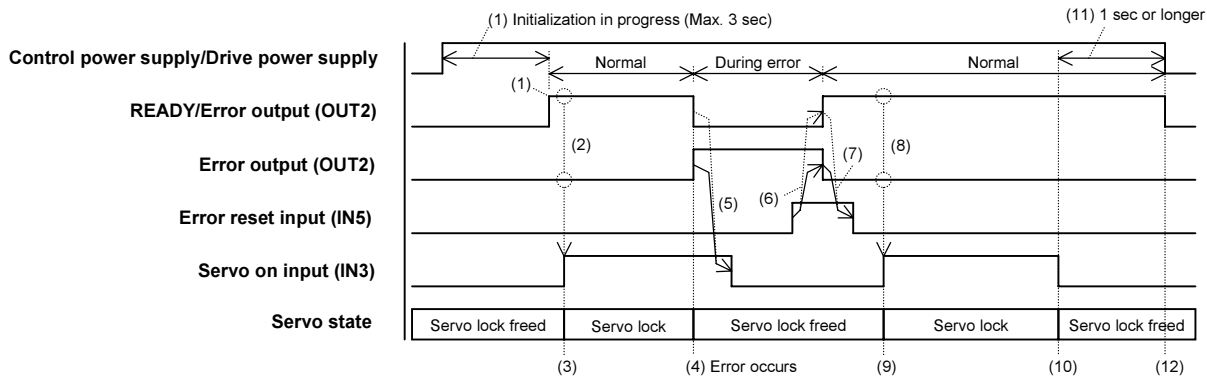 (1) Initialization in progress (Max. 3 sec)
(11) 1 sec or longer
Control power supply/Drive power supply
Normal
During error
Normal
(1)
READY/Error output (OUT2)
(2)
(8)
Error output (OUT2)
(7)
(5)
(6)
Error reset input (IN5)
Servo on input (IN3)
Servo state
Servo lock freed
Servo lock
Servo lock freed
Servo lock
Servo lock freed
(3)
(4) Error occurs
(9)
(10)
(12)